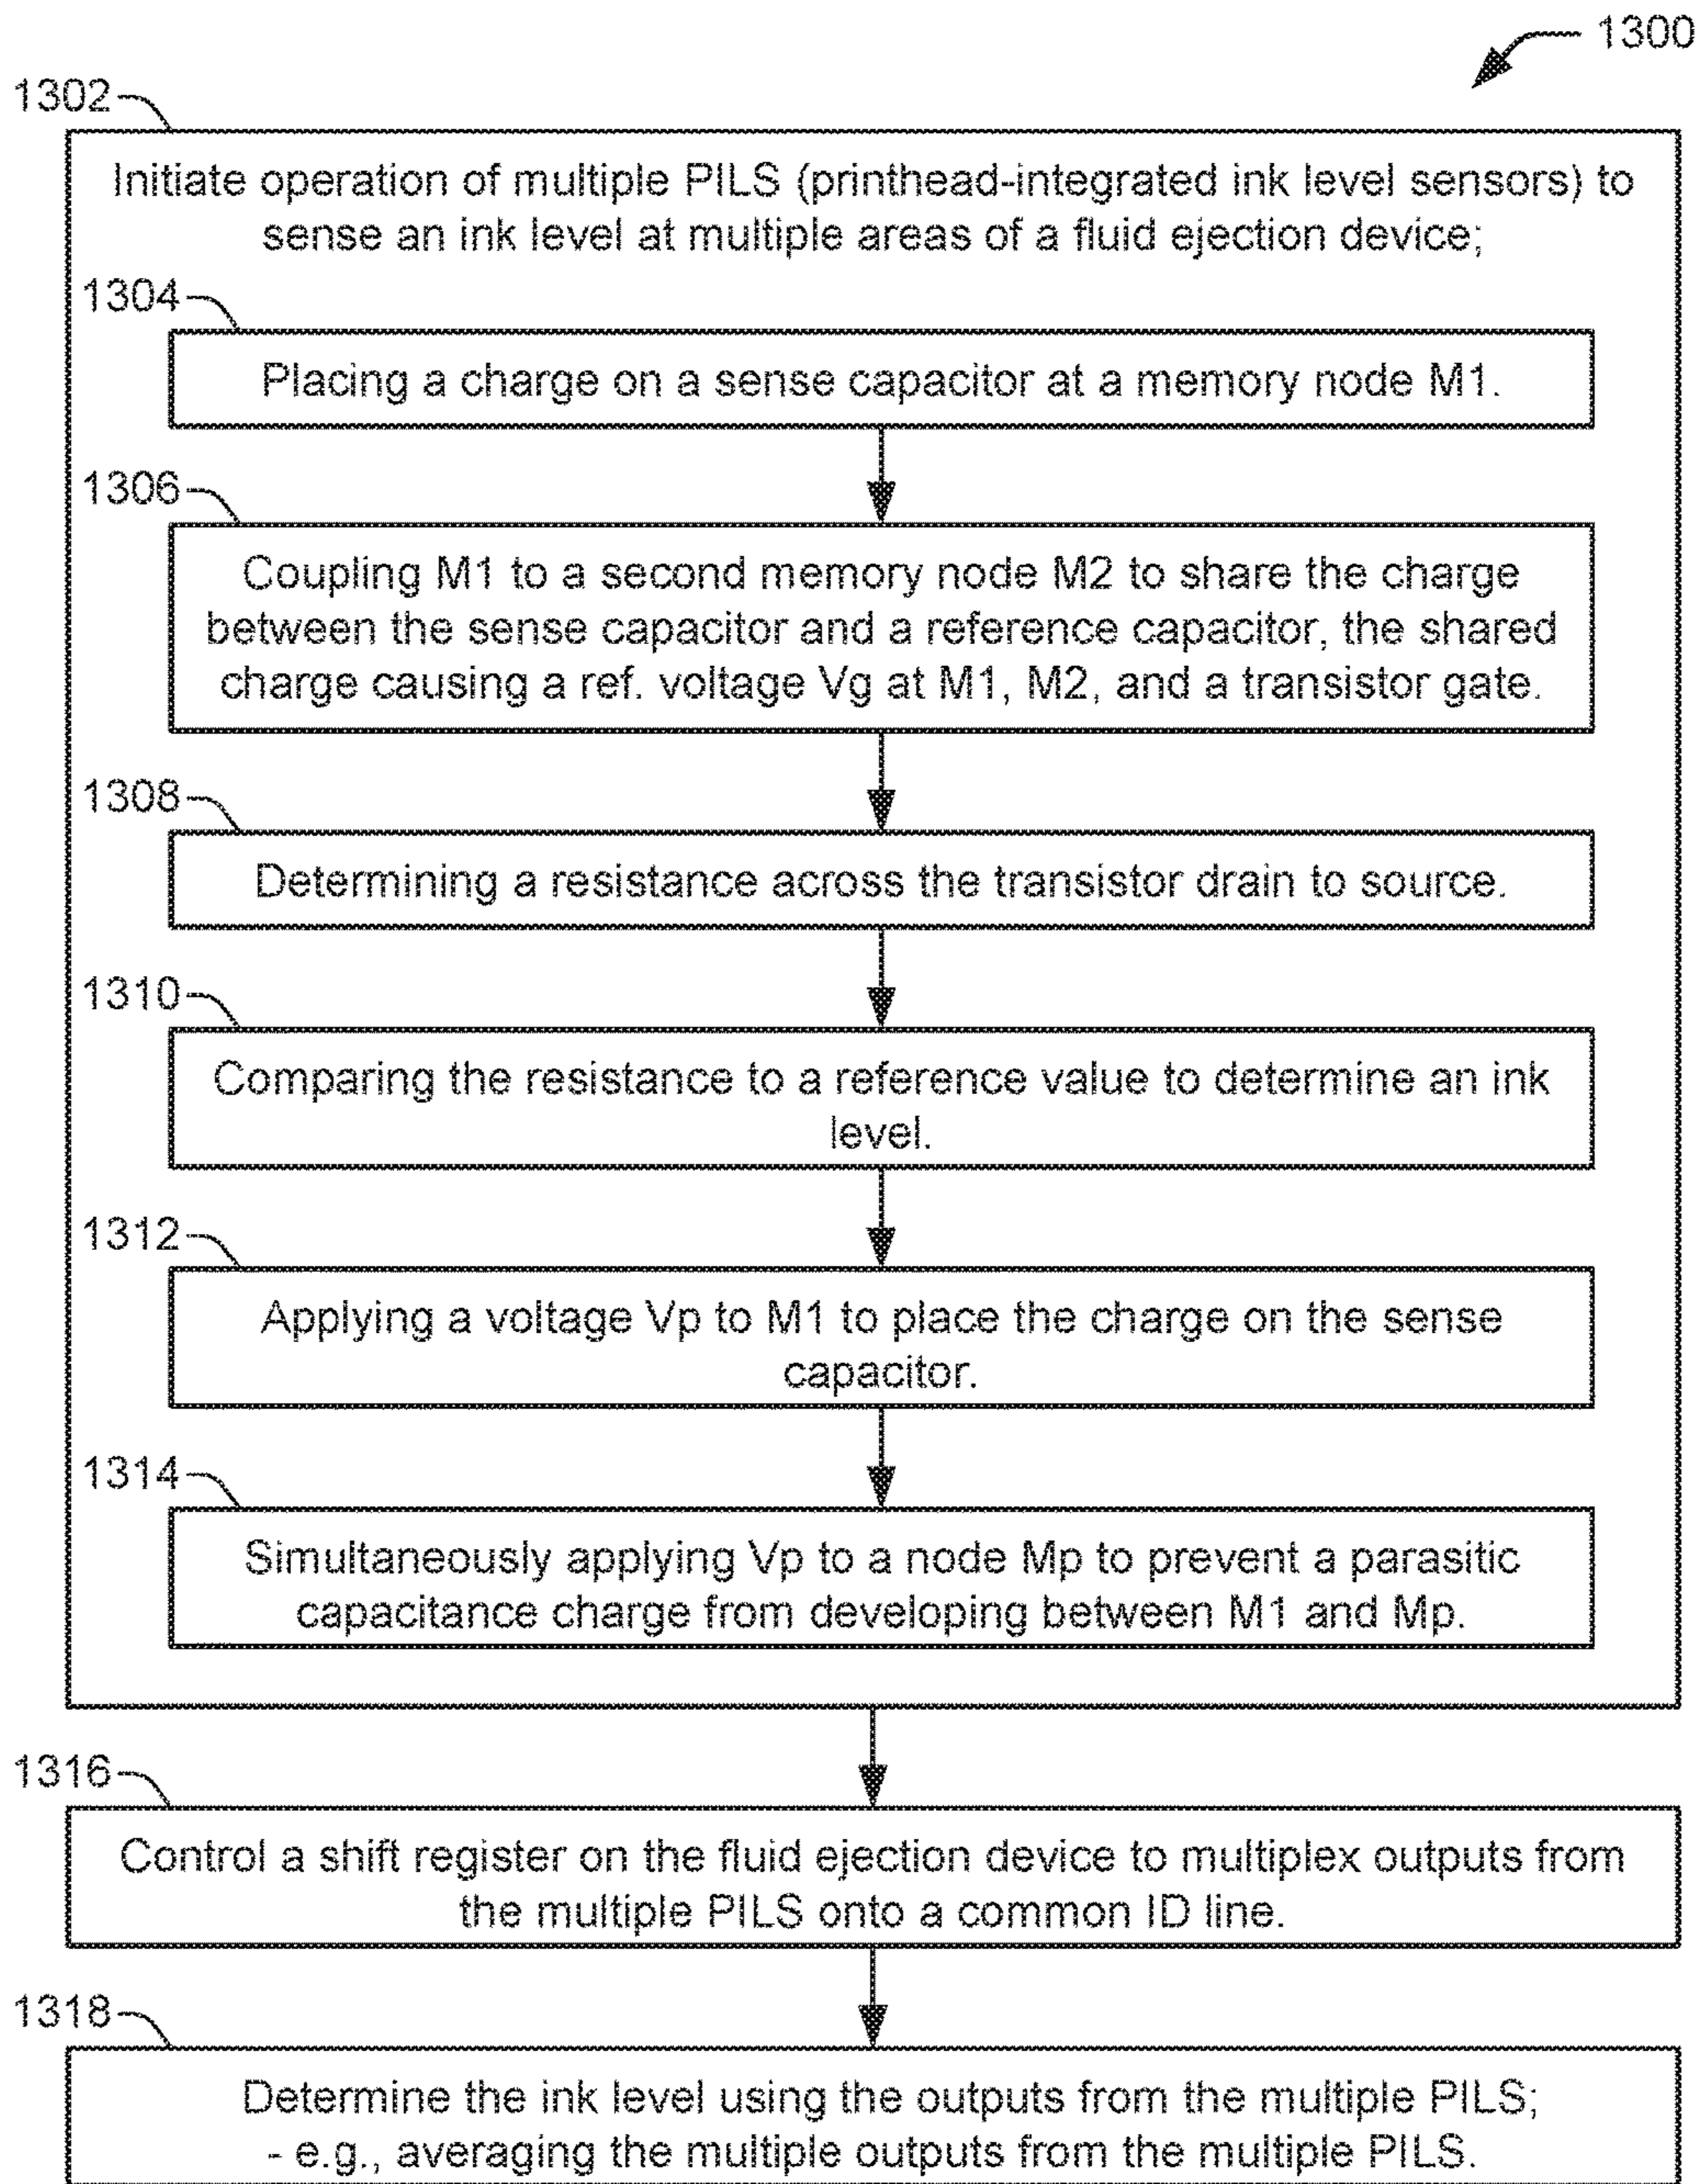 1300
1302
Initiate operation of multiple PILS (printhead-integrated ink level sensors) to
sense an ink level at multiple areas of a fluid ejection device;
1304
Placing a charge on a sense capacitor at a memory node M1.
1306
Coupling M1 to a second memory node M2 to share the charge
between the sense capacitor and a reference capacitor, the shared
charge causing a ref. voltage Vg at M1, M2, and a transistor gate.
1308
Determining a resistance across the transistor drain to source.
1310
Comparing the resistance to a reference value to determine an ink
level.
1312
Applying a voltage Vp to M1 to place the charge on the sense
capacitor.
1314
Simultaneously applying Vp to a node Mp to prevent a parasitic
capacitance charge from developing between M1 and Mp.
1316
Control a shift register on the fluid ejection device to multiplex outputs from
the multiple PILS onto a common ID line.
1318
Determine the ink level using the outputs from the multiple PILS;
- e.g., averaging the multiple outputs from the multiple PILS.